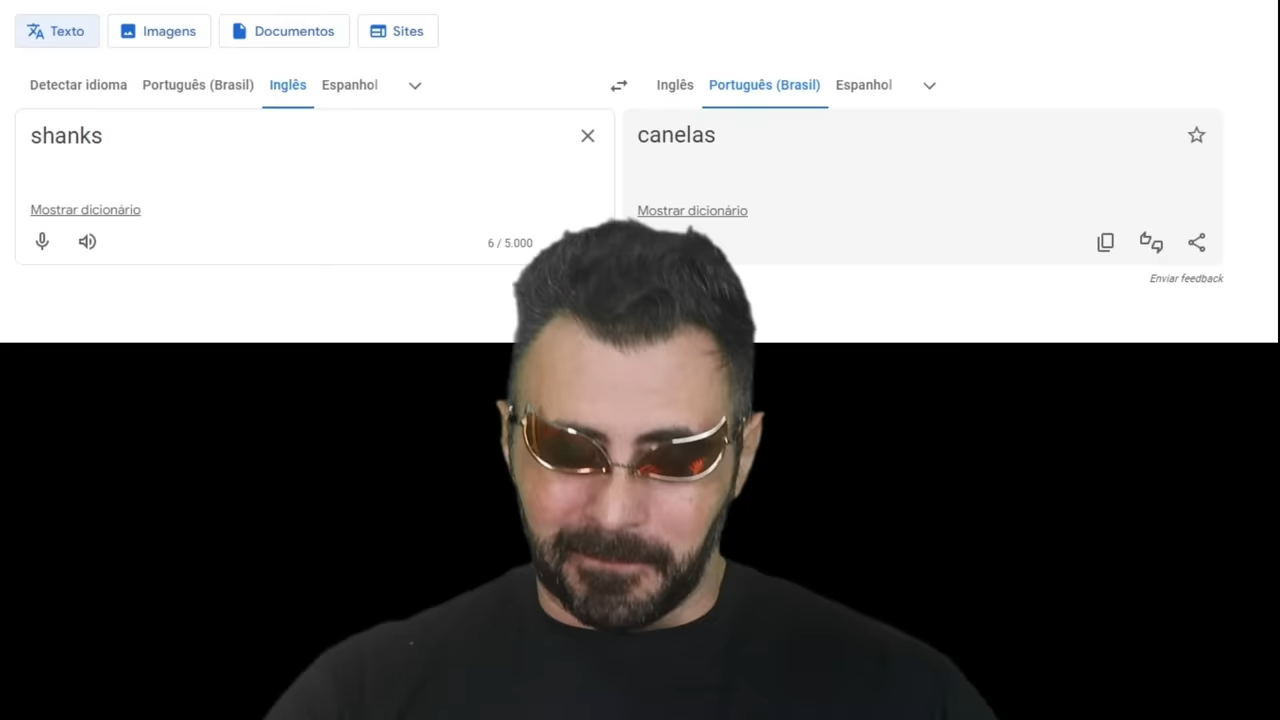 Texto Imagens Documentos Sites
Detectar idioma Português (Brasil) Inglês Espanhol Inglês Português (Brasil) Espanhol
shanks
canelas
Mostrar dicionário
Mostrar dicionário
6 / 5.000
Enviar feedback